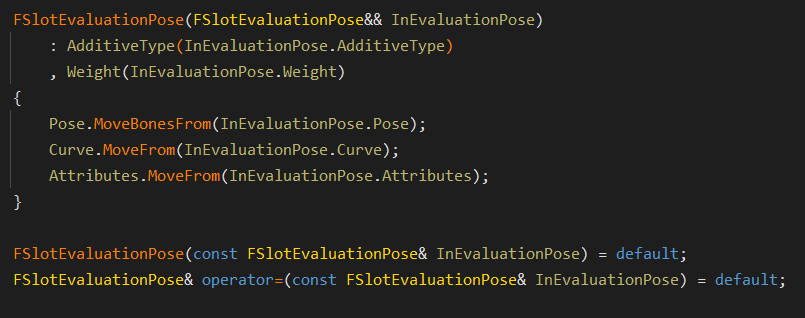 FSlotEvaluationPose(FSlotEvaluationPose&& InEvaluationPose)
    : AdditiveType(InEvaluationPose.AdditiveType)
    , Weight(InEvaluationPose.Weight)
{
    Pose.MoveBonesFrom(InEvaluationPose.Pose);
    Curve.MoveFrom(InEvaluationPose.Curve);
    Attributes.MoveFrom(InEvaluationPose.Attributes);
}

FSlotEvaluationPose(const FSlotEvaluationPose& InEvaluationPose) = default;
FSlotEvaluationPose& operator=(const FSlotEvaluationPose& InEvaluationPose) = default;